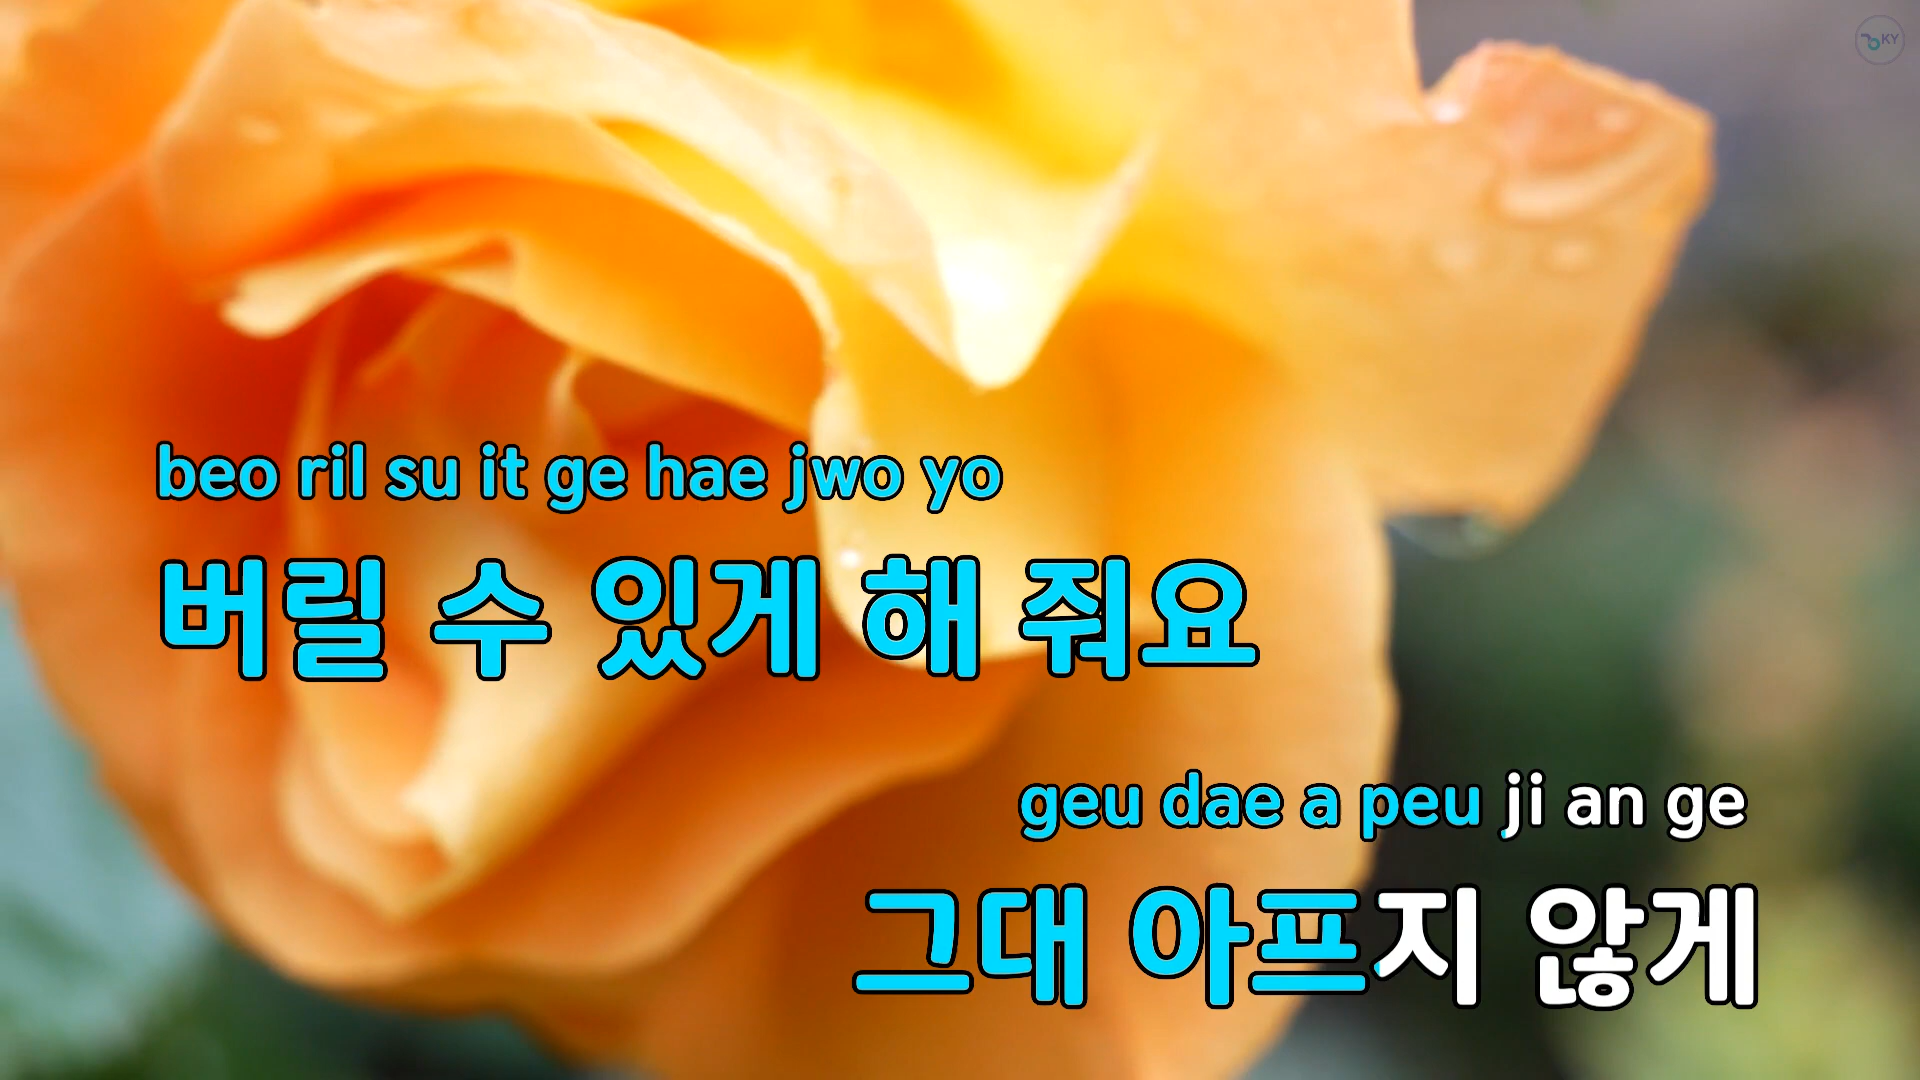 KY
beo ril su it ge hae jwo yo
버릴 수 있게 해 줘요
geu dae a peu ji an ge
그대 아프지 않게